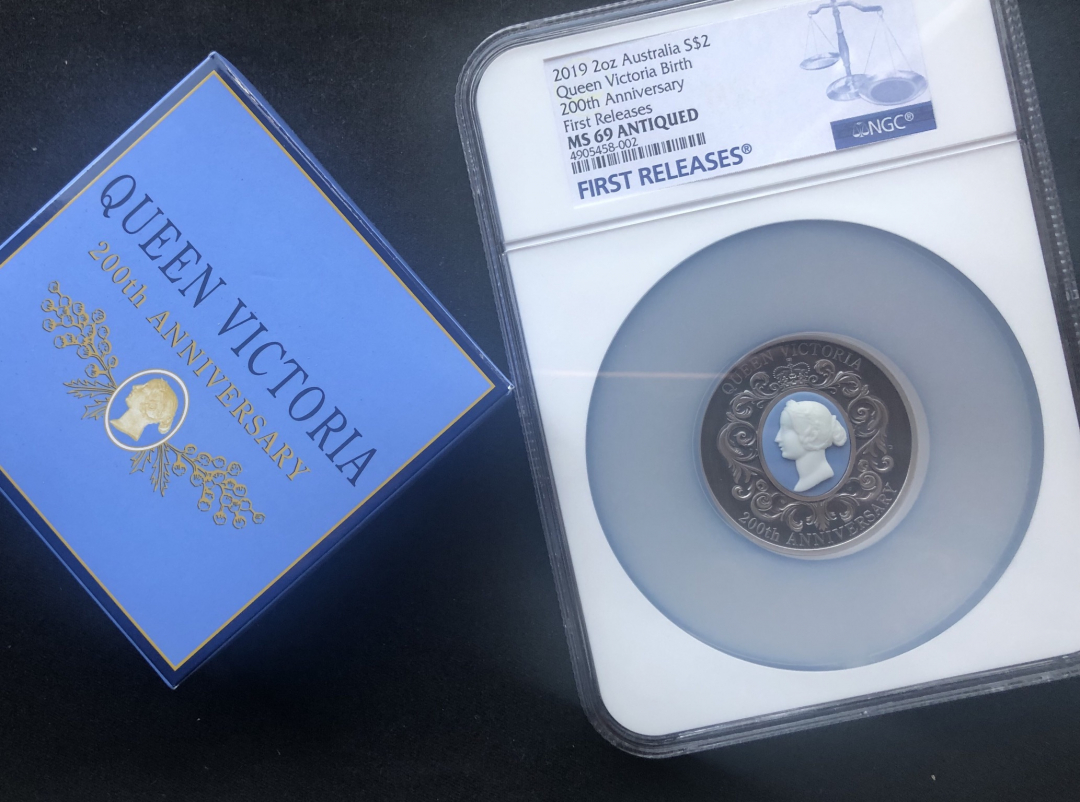 QUEEN VICTORIA
200th ANNIVERSARY
2019 2oz Australia S$2
Queen Victoria Birth
200th Anniversary
First Releases
MS 69 ANTIQUED
4905458-002
NGC®
FIRST RELEASES®
QUEEN VICTORIA
200th ANNIVERSARY